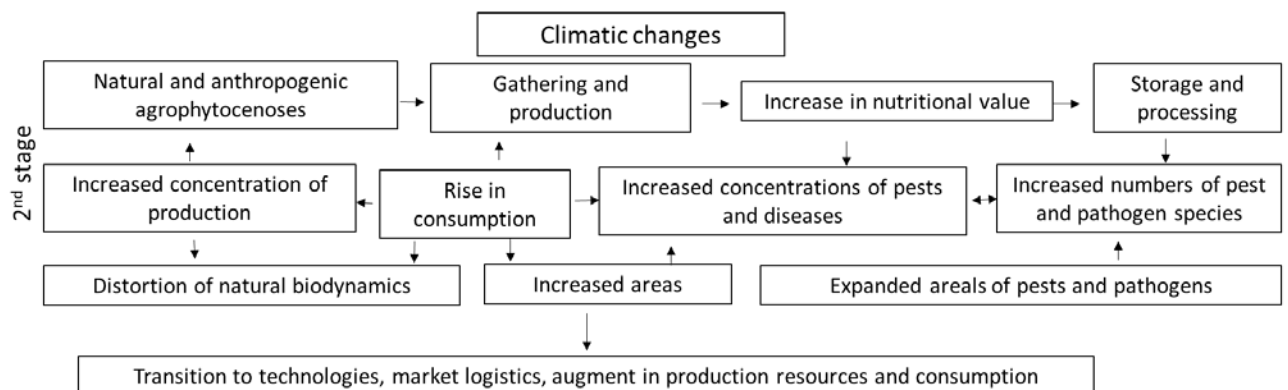 Climatic changes
Natural and anthropogenic
agrophytocenoses
Gathering and
production
Increase in nutritional value
Storage and
processing
2nd stage
Increased concentration of
production
Rise in
consumption
Increased concentrations of pests
and diseases
Increased numbers of pest
and pathogen species
Distortion of natural biodynamics
Increased areas
Expanded areals of pests and pathogens
Transition to technologies, market logistics, augment in production resources and consumption